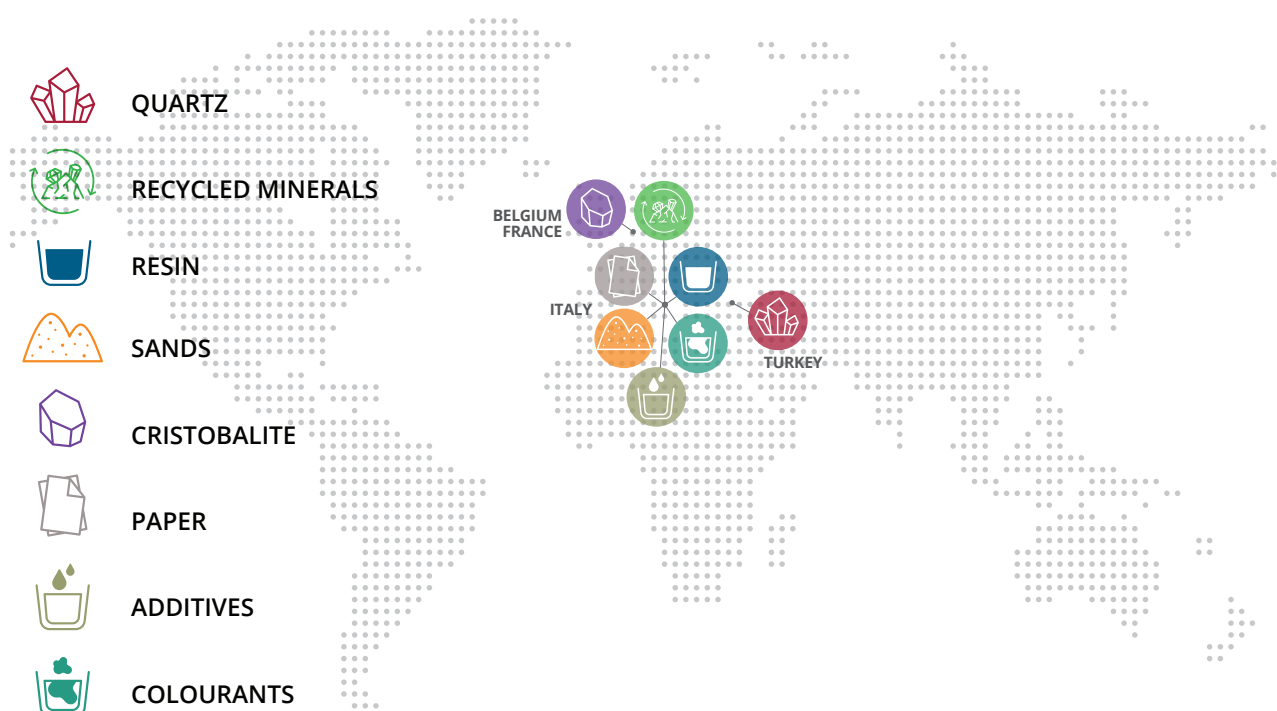 QUARTZ
RECYCLED MINERALS
RESIN
SANDS
CRISTOBALITE
PAPER
ADDITIVES
COLOURANTS
BELGIUM
FRANCE
ITALY
TURKEY